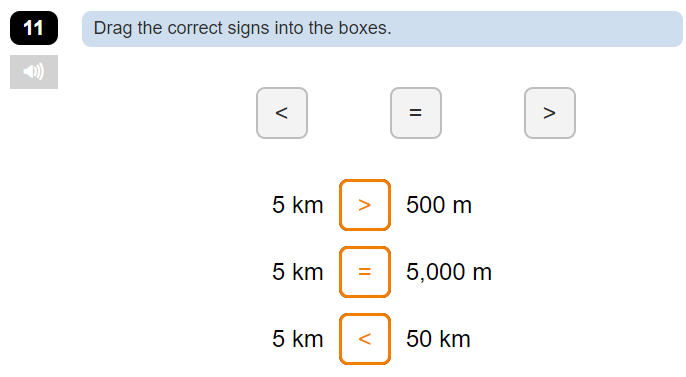 11
Drag the correct signs into the boxes.
< = >
5 km > 500 m
5 km = 5,000 m
5 km < 50 km